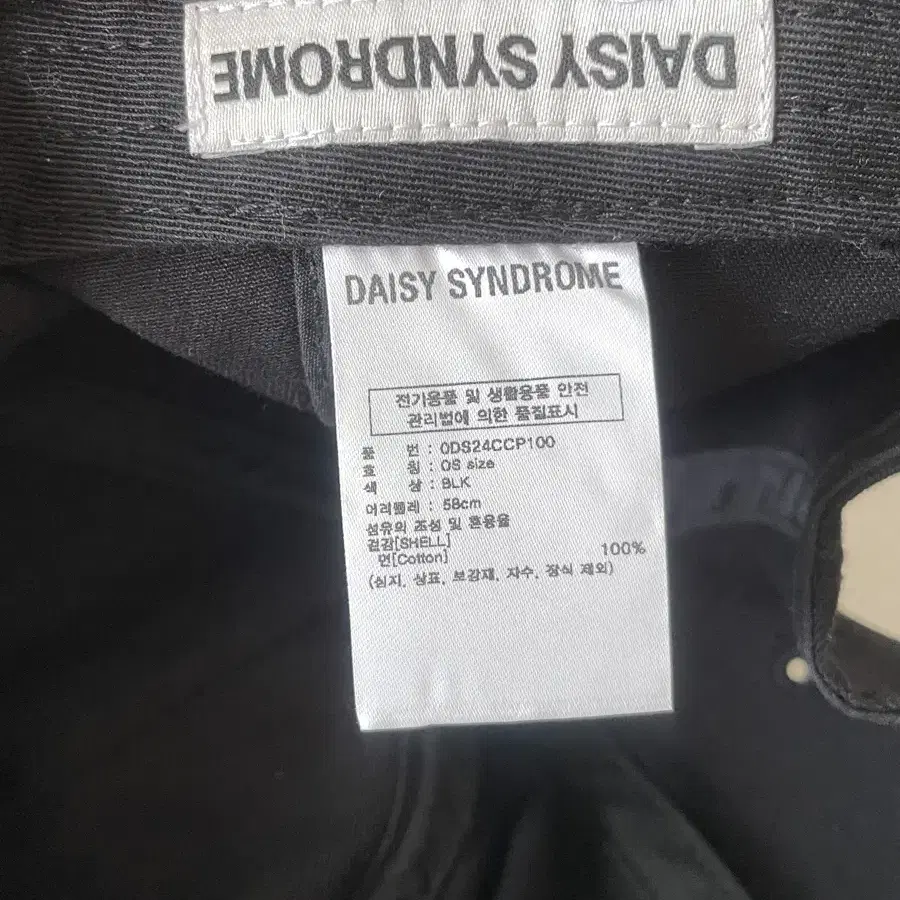 DAISY SYNDROME
DAISY SYNDROME
전기용품 및 생활용품 안전
관리법에 의한 품질표시
품 번 : ODS24CCP100
호 칭 : OS size
색 상 : BLK
머리둘레 : 58cm
섬유의 조성 및 혼용율
겉감[SHELL]
면[Cotton] 100%
(심지, 상표, 보강재, 자수, 장식 제외)